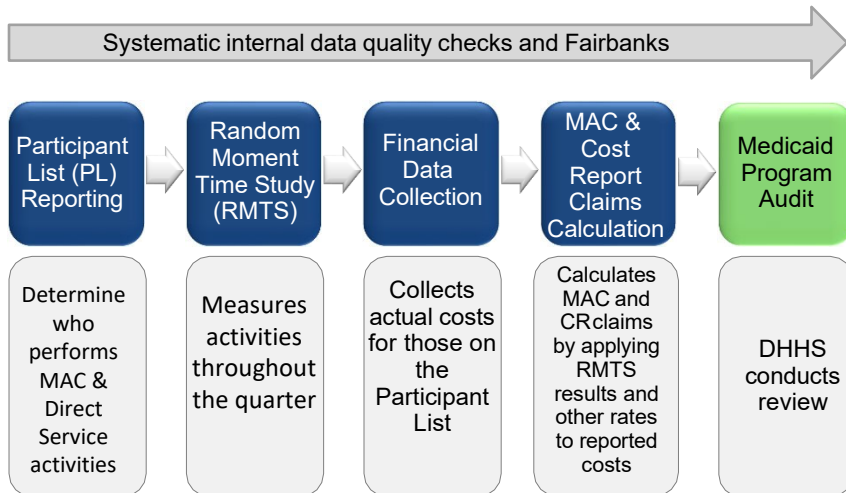 Systematic internal data quality checks and Fairbanks
Participant
List (PL)
Reporting
Random
Moment
Time Study
(RMTS)
Financial
Data
Collection
MAC &
Cost
Report
Claims
Calculation
Medicaid
Program
Audit
Determine
who
performs
MAC &
Direct
Service
activities
Measures
activities
throughout
the quarter
Collects
actual costs
for those on
the
Participant
List
Calculates
MAC and
CR claims
by applying
RMTS
results and
other rates
to reported
costs
DHHS
conducts
review